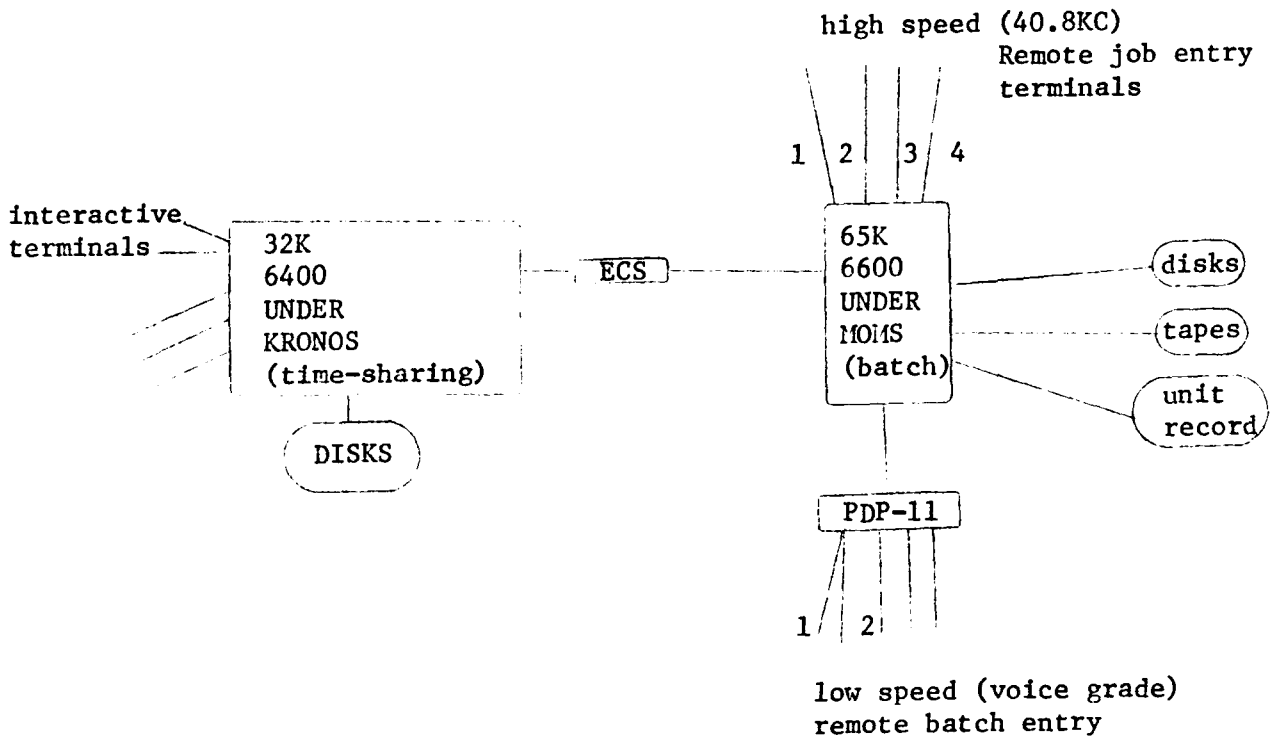 high speed (40.8KC)
Remote job entry
terminals
1 2 3 4
interactive
terminals
32K
6400
UNDER
KRONOS
(time-sharing)
DISKS
ECS
65K
6600
UNDER
MOMS
(batch)
disks
tapes
unit
record
PDP-11
1 2
low speed (voice grade)
remote batch entry